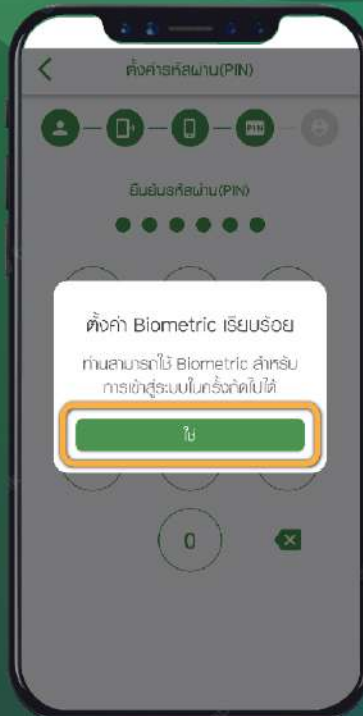 ตั้งค่ารหัสผ่าน(PIN)
PIN
ยืนยันรหัสผ่าน(PIN)
ตั้งค่า Biometric เรียบร้อย
ท่านสามารถใช้ Biometric สำหรับ
การเข้าสู่ระบบในครั้งถัดไปได้
ใช่
0